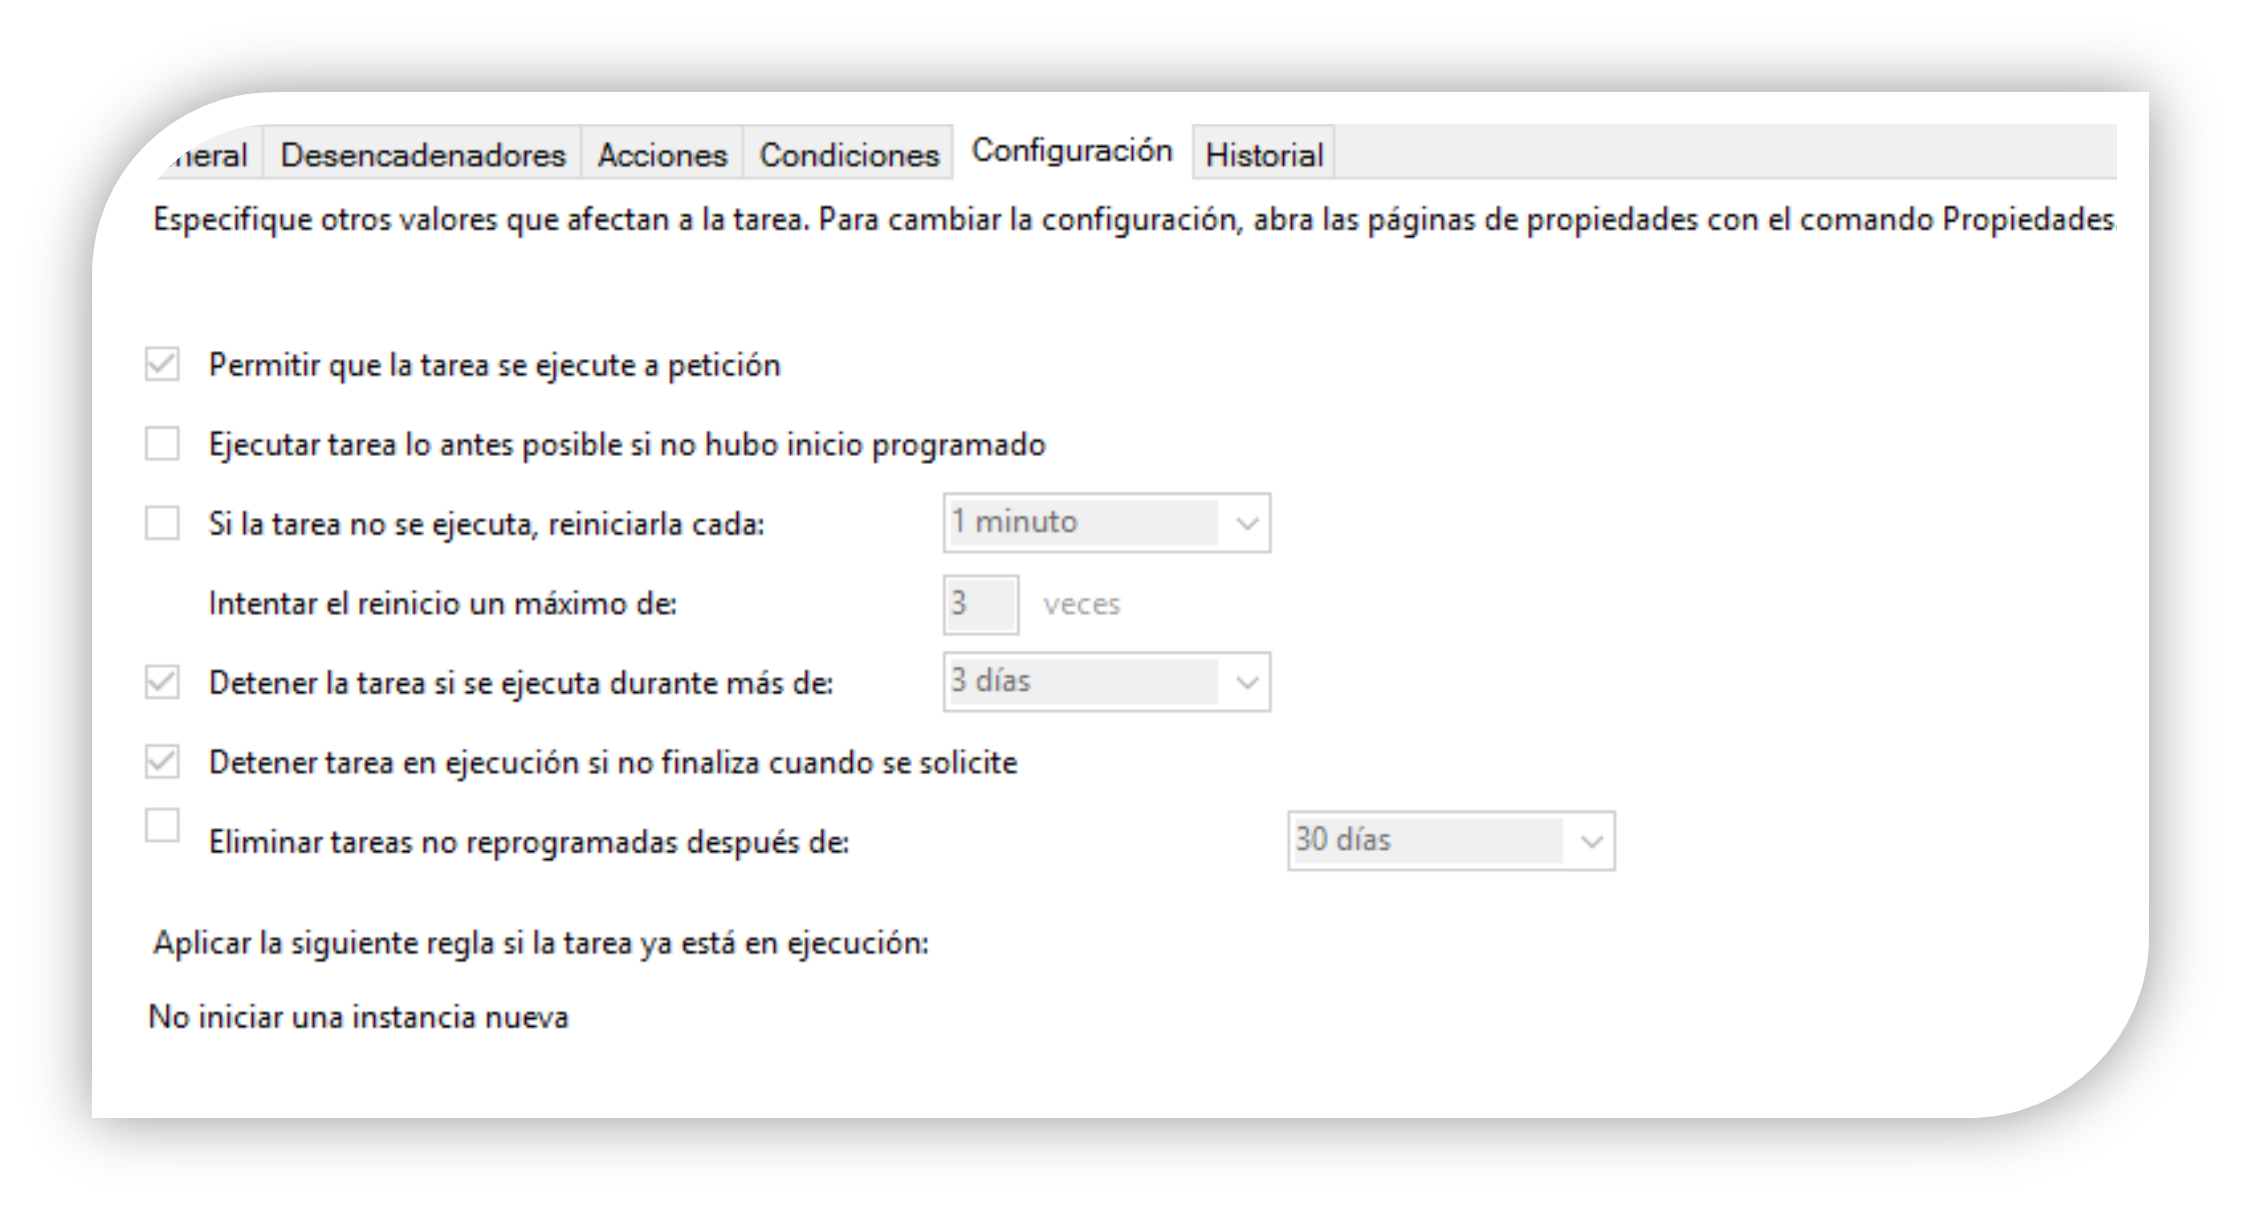 Desencadenadores Acciones Condiciones Configuración Historial
Especifique otros valores que afectan a la tarea. Para cambiar la configuración, abra las páginas de propiedades con el comando Propiedades.
Permitir que la tarea se ejecute a petición
Ejecutar tarea lo antes posible si no hubo inicio programado
Si la tarea no se ejecuta, reiniciarla cada: 1 minuto
Intentar el reinicio un máximo de: 3 veces
Detener la tarea si se ejecuta durante más de: 3 días
Detener tarea en ejecución si no finaliza cuando se solicite
Eliminar tareas no reprogramadas después de: 30 días
Aplicar la siguiente regla si la tarea ya está en ejecución:
No iniciar una instancia nueva